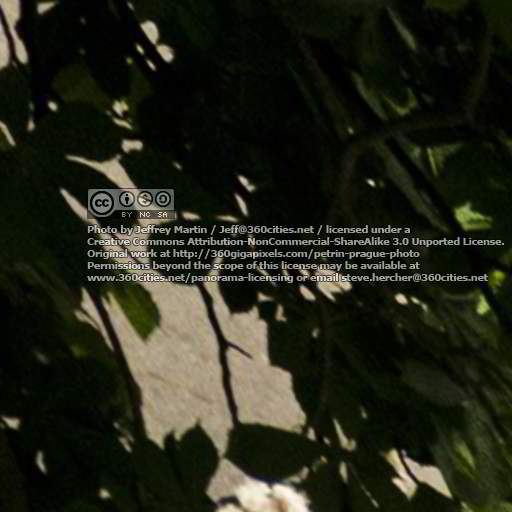 cc BY NC SA
Photo by Jeffrey Martin / Jeff@360cities.net / licensed under a
Creative Commons Attribution-NonCommercial-ShareAlike 3.0 Unported License.
Original work at http://360gigapixels.com/petrin-prague-photo
Permissions beyond the scope of this license may be available at
www.360cities.net/panorama-licensing or email steve.hercher@360cities.net